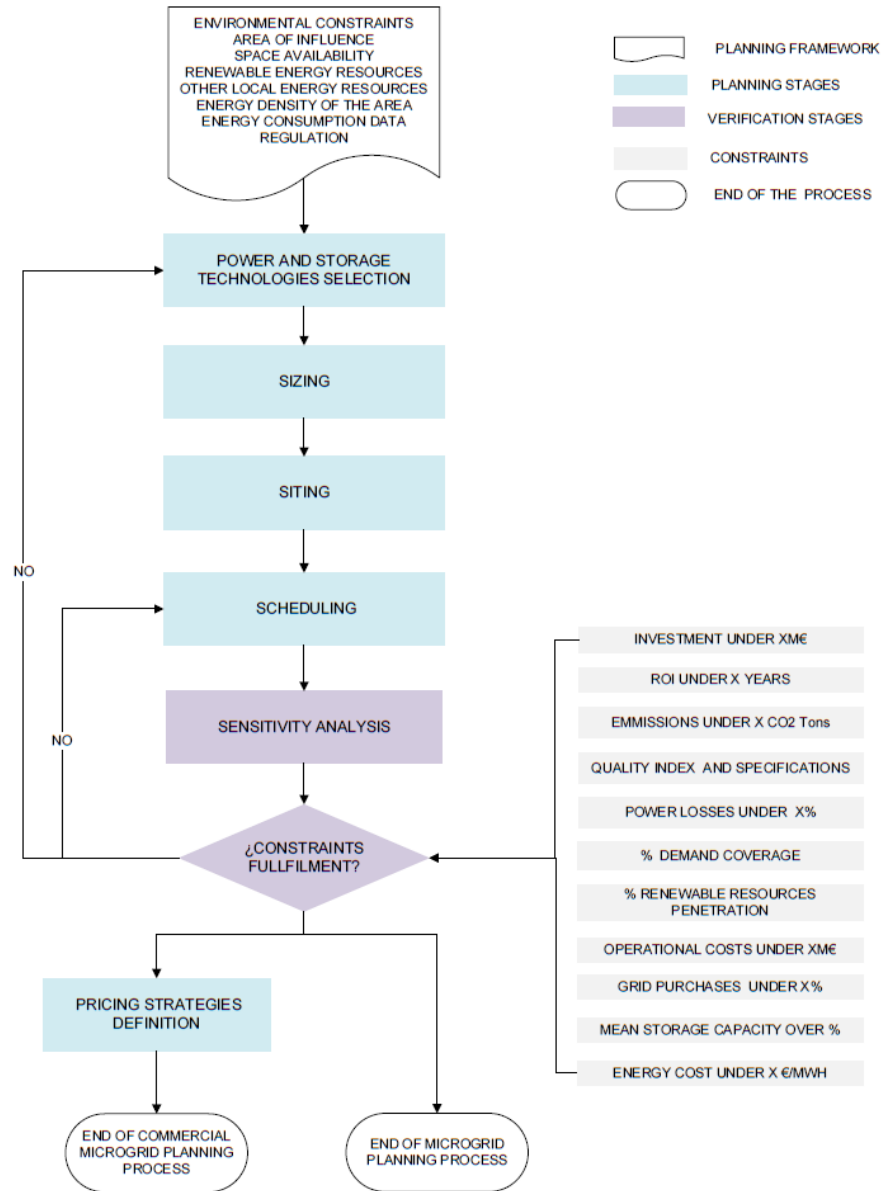 ENVIRONMENTAL CONSTRAINTS
AREA OF INFLUENCE
SPACE AVAILABILITY
RENEWABLE ENERGY RESOURCES
OTHER LOCAL ENERGY RESOURCES
ENERGY DENSITY OF THE AREA
ENERGY CONSUMPTION DATA
REGULATION
PLANNING FRAMEWORK
PLANNING STAGES
VERIFICATION STAGES
CONSTRAINTS
END OF THE PROCESS
POWER AND STORAGE
TECHNOLOGIES SELECTION
SIZING
SITING
NO
SCHEDULING
SENSITIVITY ANALYSIS
NO
¿CONSTRAINTS
FULLFILMENT?
INVESTMENT UNDER XM€
ROI UNDER X YEARS
EMMISSIONS UNDER X CO2 Tons
QUALITY INDEX AND SPECIFICATIONS
POWER LOSSES UNDER X%
% DEMAND COVERAGE
% RENEWABLE RESOURCES
PENETRATION
OPERATIONAL COSTS UNDER XM€
GRID PURCHASES UNDER X%
MEAN STORAGE CAPACITY OVER %
ENERGY COST UNDER X €/MWH
PRICING STRATEGIES
DEFINITION
END OF COMMERCIAL
MICROGRID PLANNING
PROCESS
END OF MICROGRID
PLANNING PROCESS